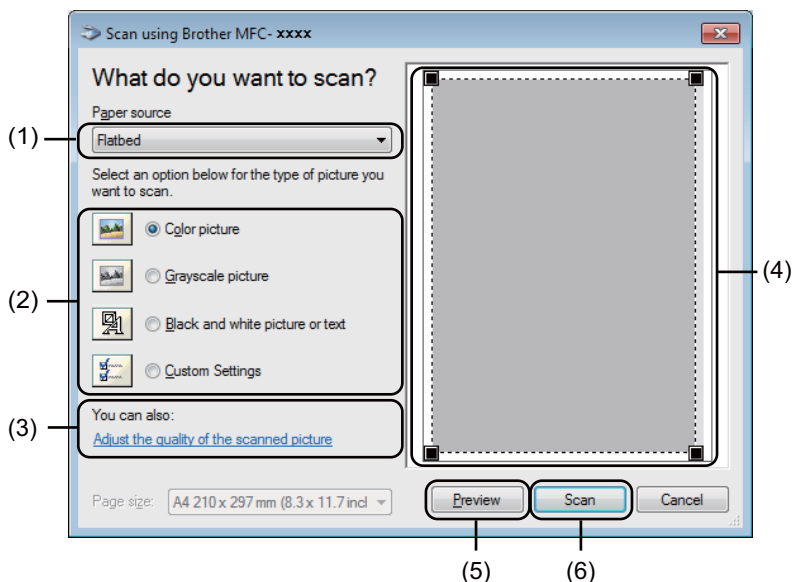 Scan using Brother MFC- xxxx
What do you want to scan?
Paper source
(1)
Flatbed
Select an option below for the type of picture you
want to scan.
(2)
Color picture
Grayscale picture
Black and white picture or text
Custom Settings
(3)
You can also:
Adjust the quality of the scanned picture
(4)
Page size:
A4 210 x 297 mm (8.3 x 11.7 incl
Preview
Scan
Cancel
(5)
(6)